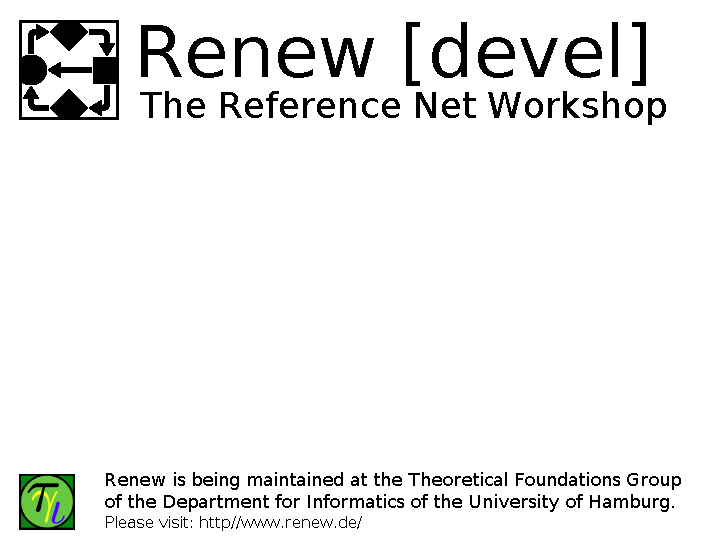 Renew [devel]
The Reference Net Workshop
Renew is being maintained at the Theoretical Foundations Group
of the Department for Informatics of the University of Hamburg.
Please visit: http//www.renew.de/